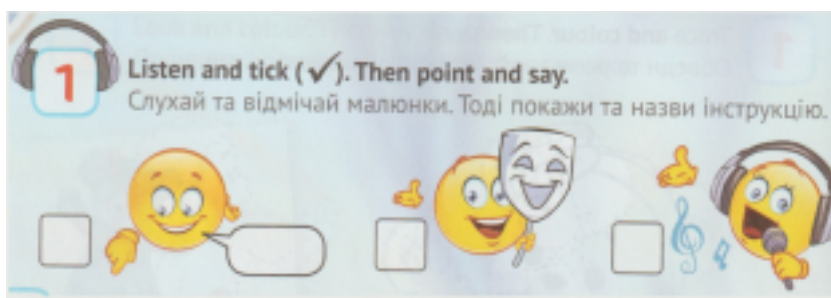 1
Listen and tick (✓). Then point and say.
Слухай та відмічай малюнки. Тоді покажи та назви інструкцію.